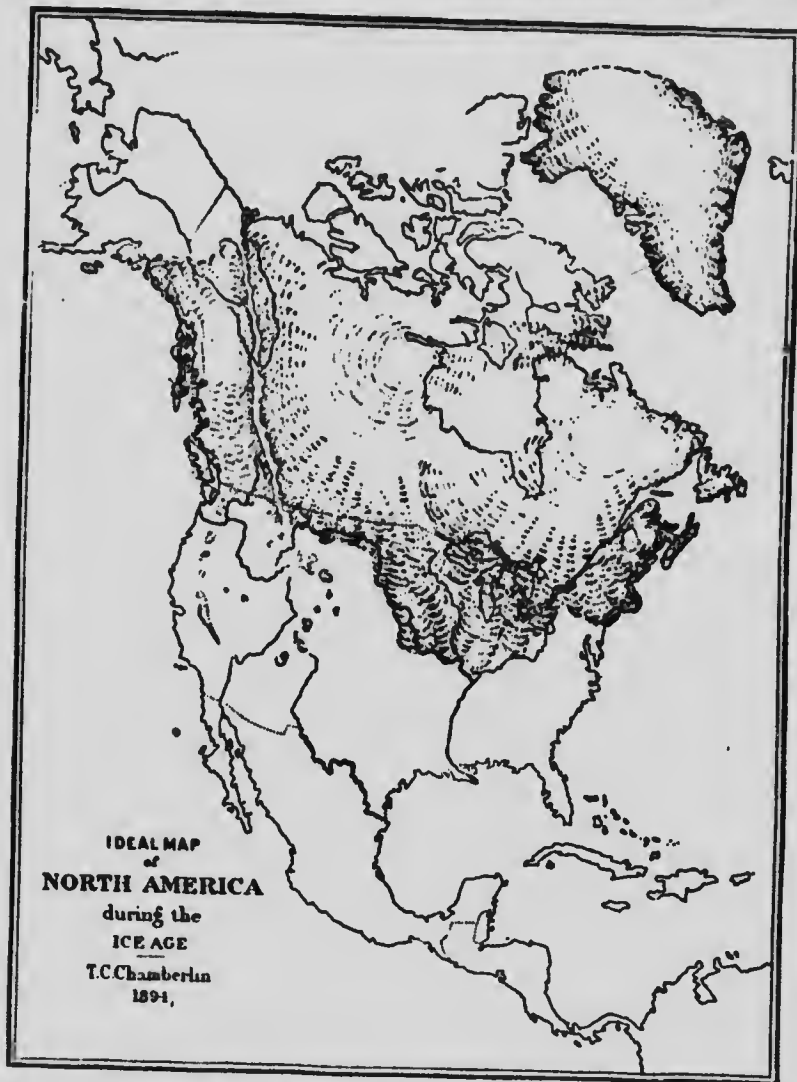 IDEAL MAP
of
NORTH AMERICA
during the
ICE AGE
T.C.Chamberlin
1894,